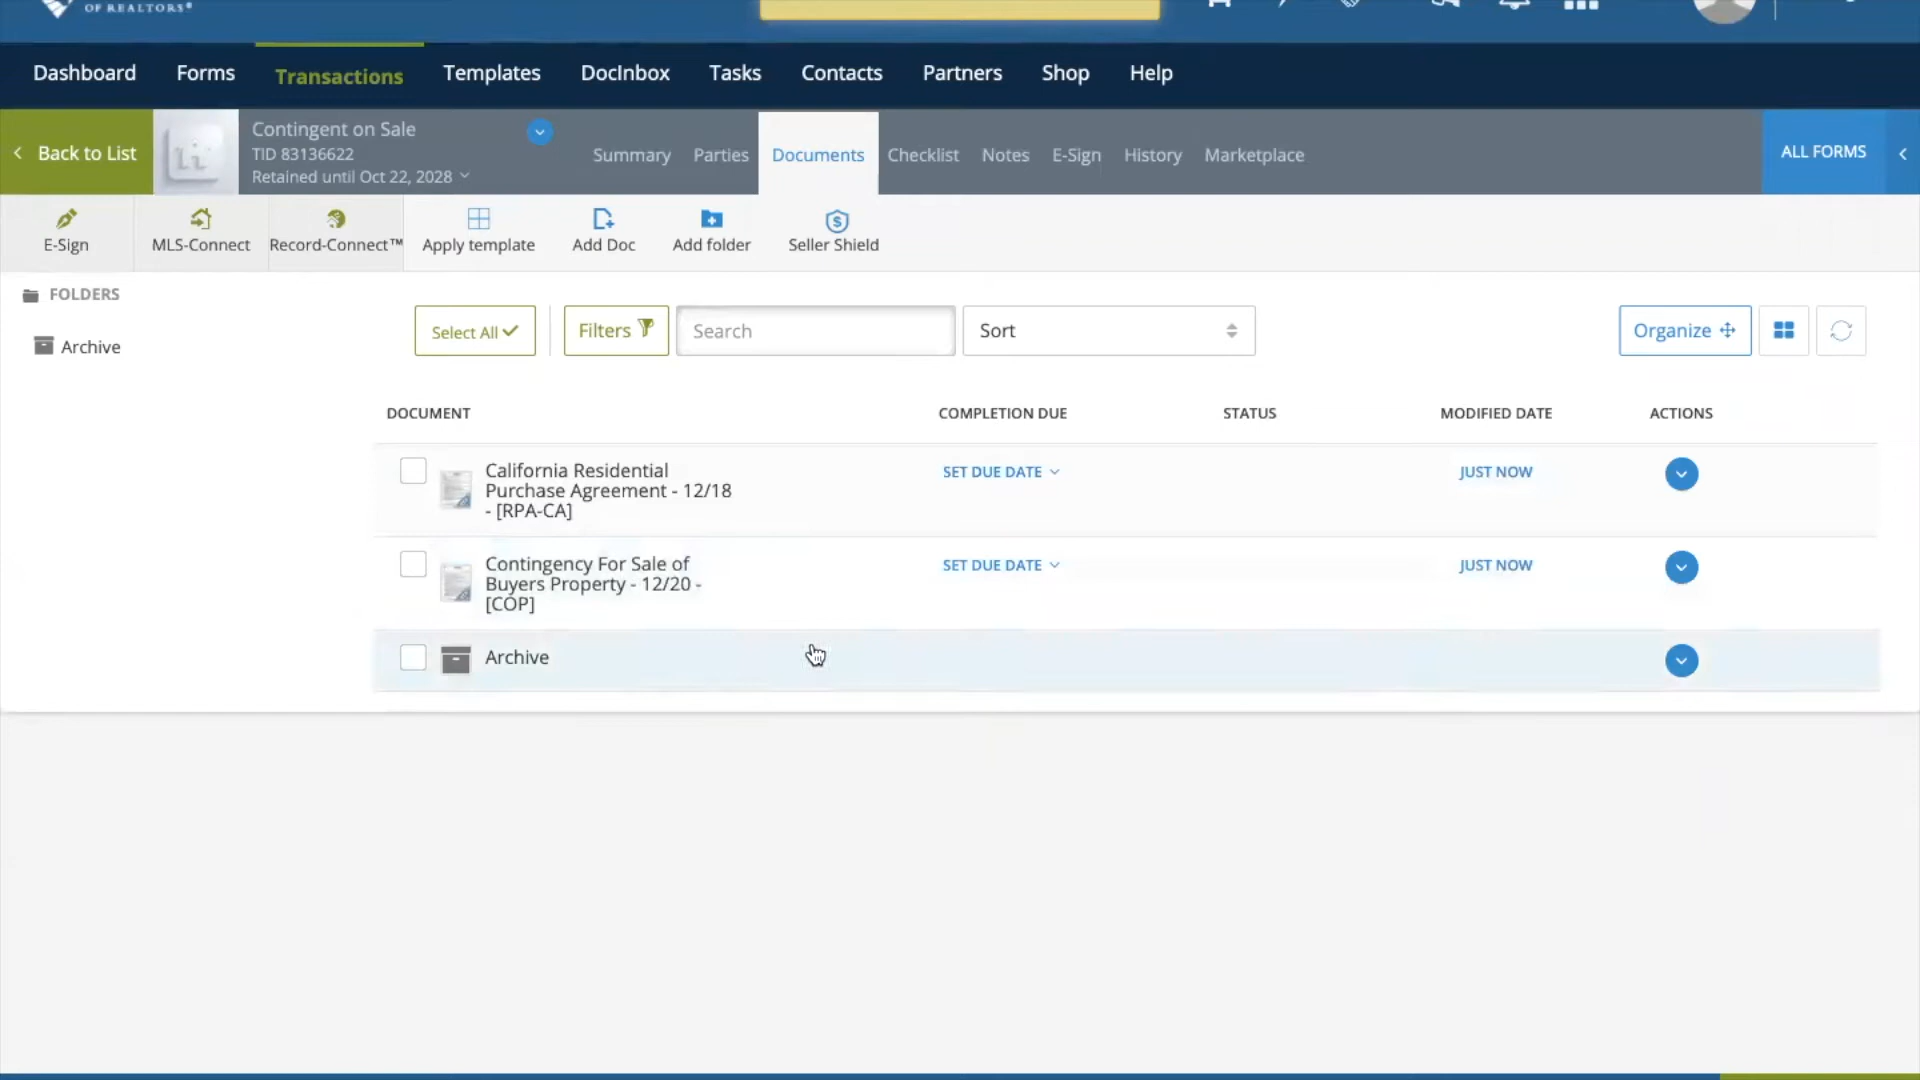 OF REALTORS®
Dashboard
Forms
Transactions
Templates
DocInbox
Tasks
Contacts
Partners
Shop
Help
Back to List
Contingent on Sale
TID 83136622
Retained until Oct 22, 2028
Summary
Parties
Documents
Checklist
Notes
E-Sign
History
Marketplace
ALL FORMS
E-Sign
MLS-Connect
Record-Connect™
Apply template
Add Doc
Add folder
Seller Shield
FOLDERS
Archive
Select All
Filters
Search
Sort
Organize
DOCUMENT
COMPLETION DUE
STATUS
MODIFIED DATE
ACTIONS
California Residential
Purchase Agreement - 12/18
- [RPA-CA]
SET DUE DATE
JUST NOW
Contingency For Sale of
Buyers Property - 12/20 -
[COP]
SET DUE DATE
JUST NOW
Archive